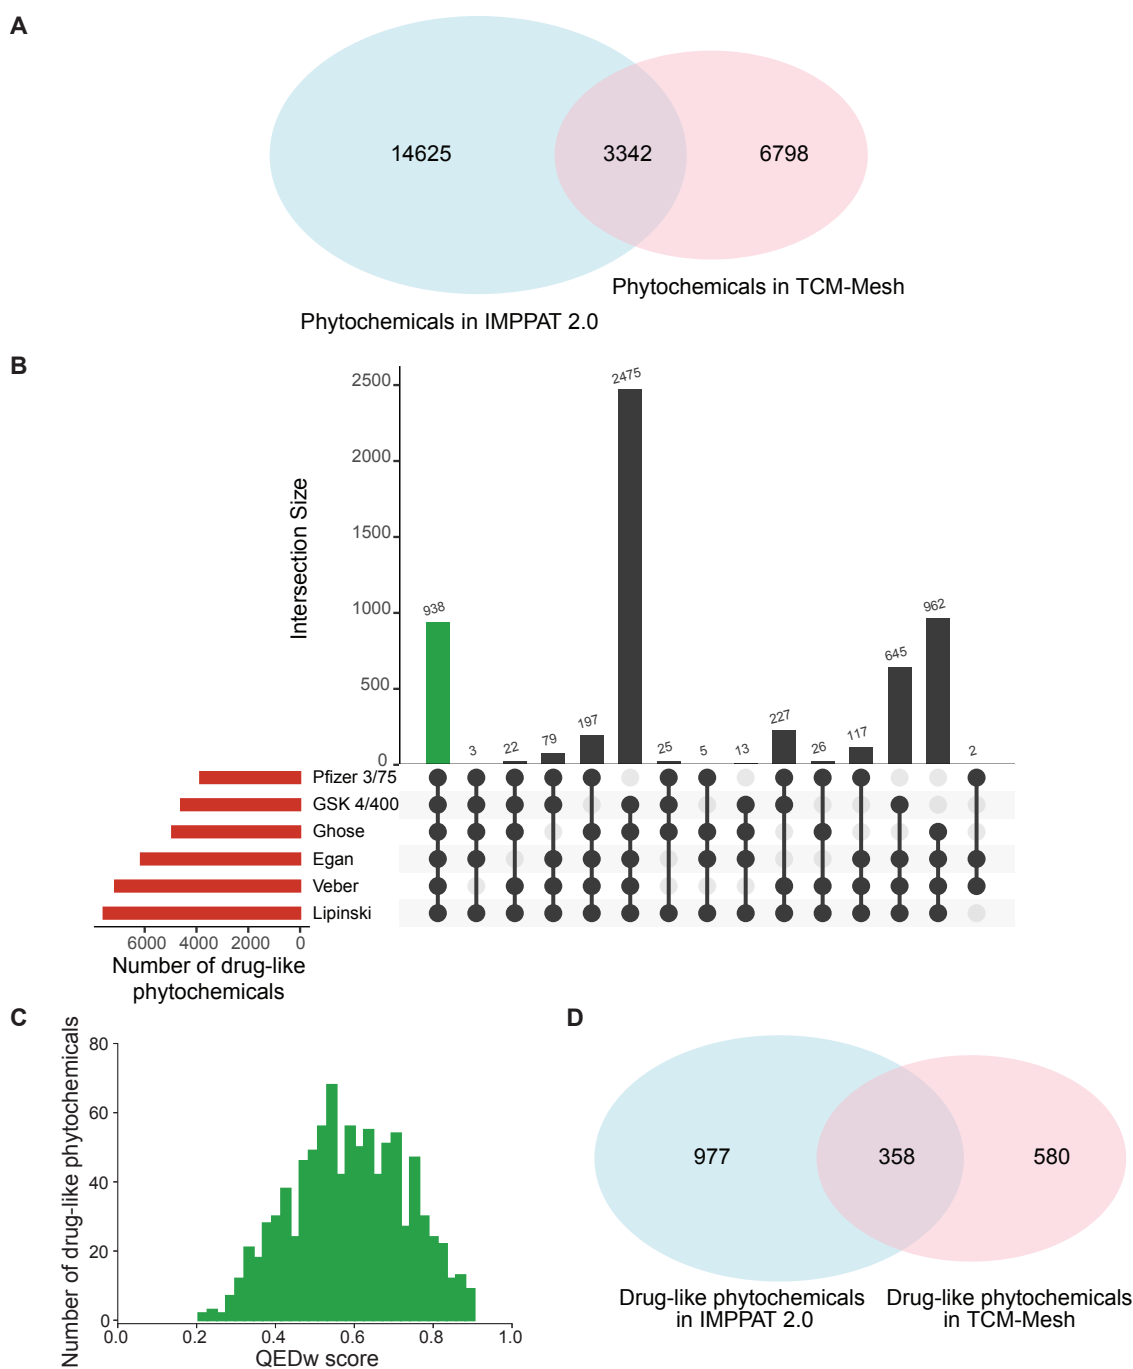 A
14625
3342
6798
Phytochemicals in TCM-Mesh
Phytochemicals in IMPPAT 2.0
B
Intersection Size
2500
2000
1500
1000
500
0
938
3
22
79
197
2475
25
5
13
227
26
117
645
962
2
Pfizer 3/75
GSK 4/400
Ghose
Egan
Veber
Lipinski
6000 4000 2000 0
Number of drug-like
phytochemicals
C
Number of drug-like phytochemicals
80
60
40
20
0
0.0 0.2 0.4 0.6 0.8 1.0
QEDw score
D
977
358
580
Drug-like phytochemicals
in IMPPAT 2.0
Drug-like phytochemicals
in TCM-Mesh